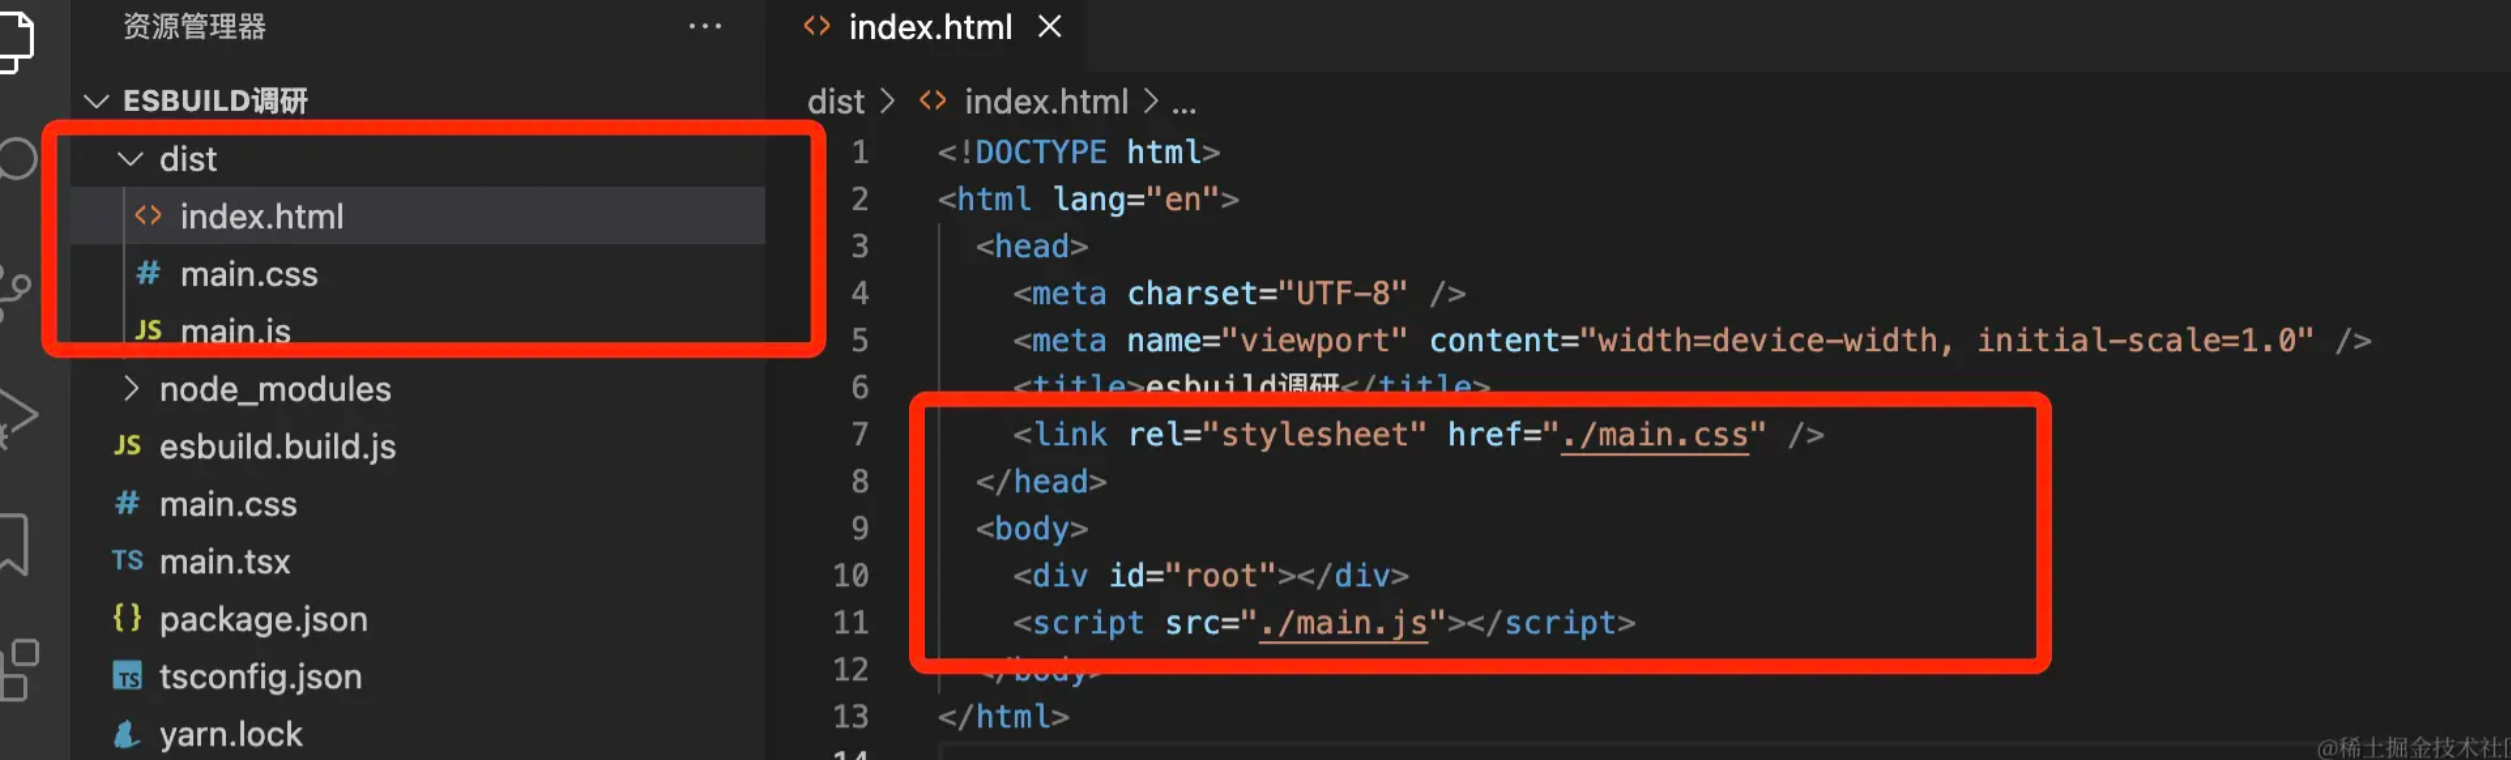 资源管理器
ESBUILD调研
dist
index.html
main.css
main.js
node_modules
esbuild.build.js
main.css
main.tsx
package.json
tsconfig.json
yarn.lock
index.html
dist > index.html > ...
1 <!DOCTYPE html>
2 <html lang="en">
3 <head>
4 <meta charset="UTF-8" />
5 <meta name="viewport" content="width=device-width, initial-scale=1.0" />
6 <title>esbuild调研</title>
7 <link rel="stylesheet" href="./main.css" />
8 </head>
9 <body>
10 <div id="root"></div>
11 <script src="./main.js"></script>
12 </body>
13 </html>
14
@稀土掘金技术社区